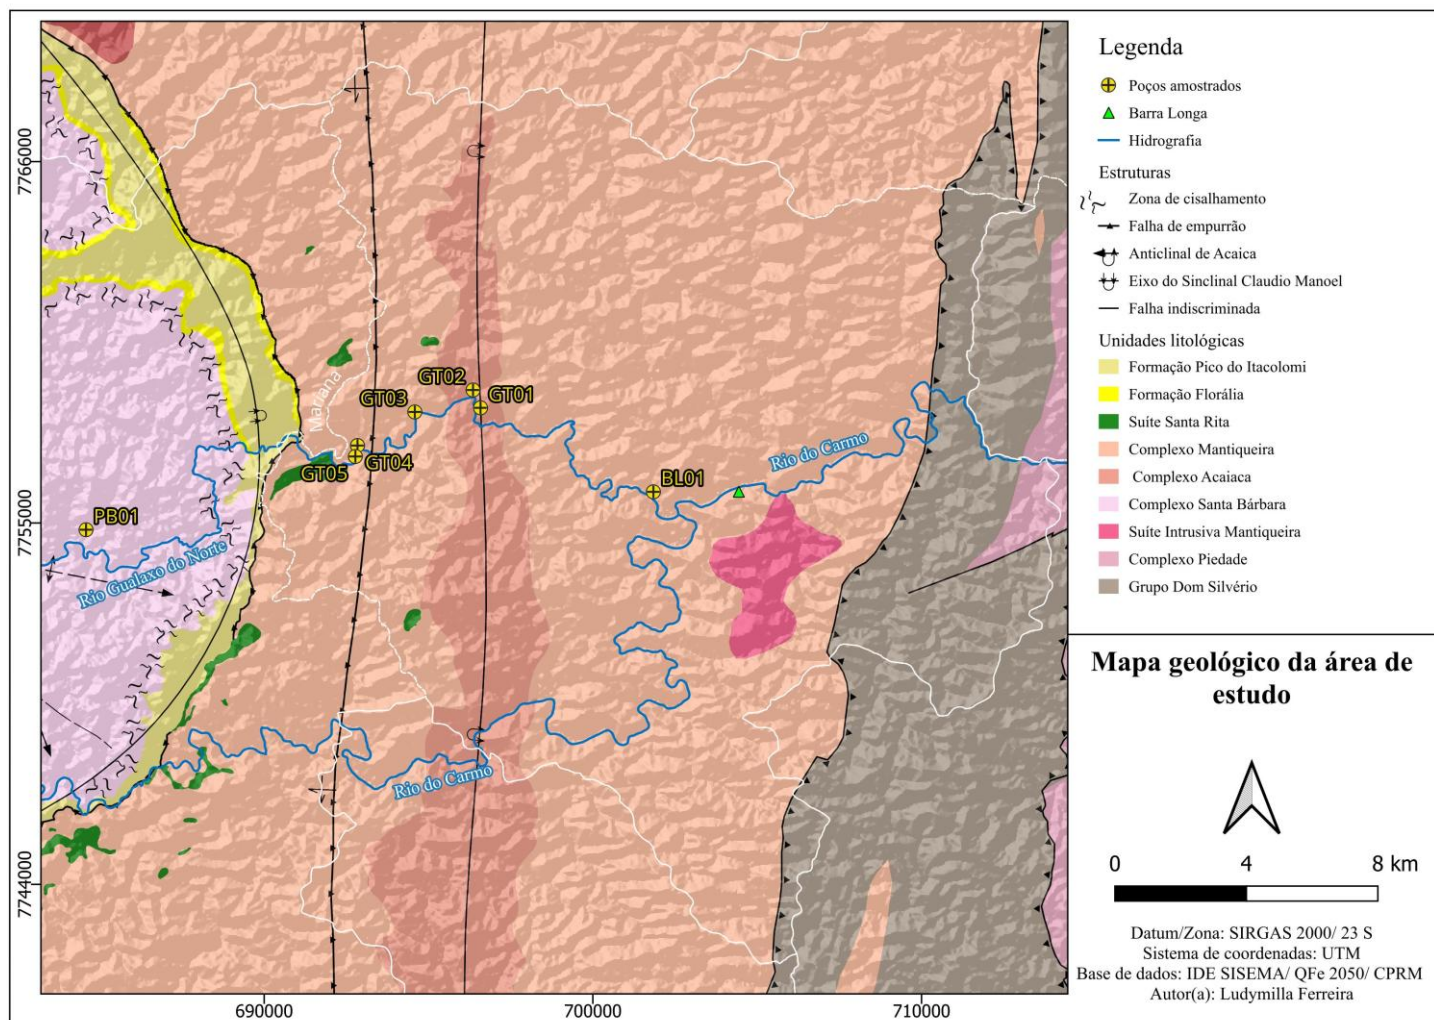 7760000
7755000
7744000
690000
700000
710000
Mariana
GT02
GT01
GT03
GT04
GT05
BL01
PB01
Rio do Carmo
Rio Gualaxo do Norte
Rio do Carmo
Legenda
Poços amostrados
Barra Longa
Hidrografia
Estruturas
Zona de cisalhamento
Falha de empurrão
Anticlinal de Acaica
Eixo do Sinclinal Claudio Manoel
Falha indiscriminada
Unidades litológicas
Formação Pico do Itacolomi
Formação Florália
Suíte Santa Rita
Complexo Mantiqueira
Complexo Acaiaca
Complexo Santa Bárbara
Suíte Intrusiva Mantiqueira
Complexo Piedade
Grupo Dom Silvério
Mapa geológico da área de
estudo
0 4 8 km
Datum/Zona: SIRGAS 2000/ 23 S
Sistema de coordenadas: UTM
Base de dados: IDE SISEMA/ QFe 2050/ CPRM
Autor(a): Ludymilla Ferreira